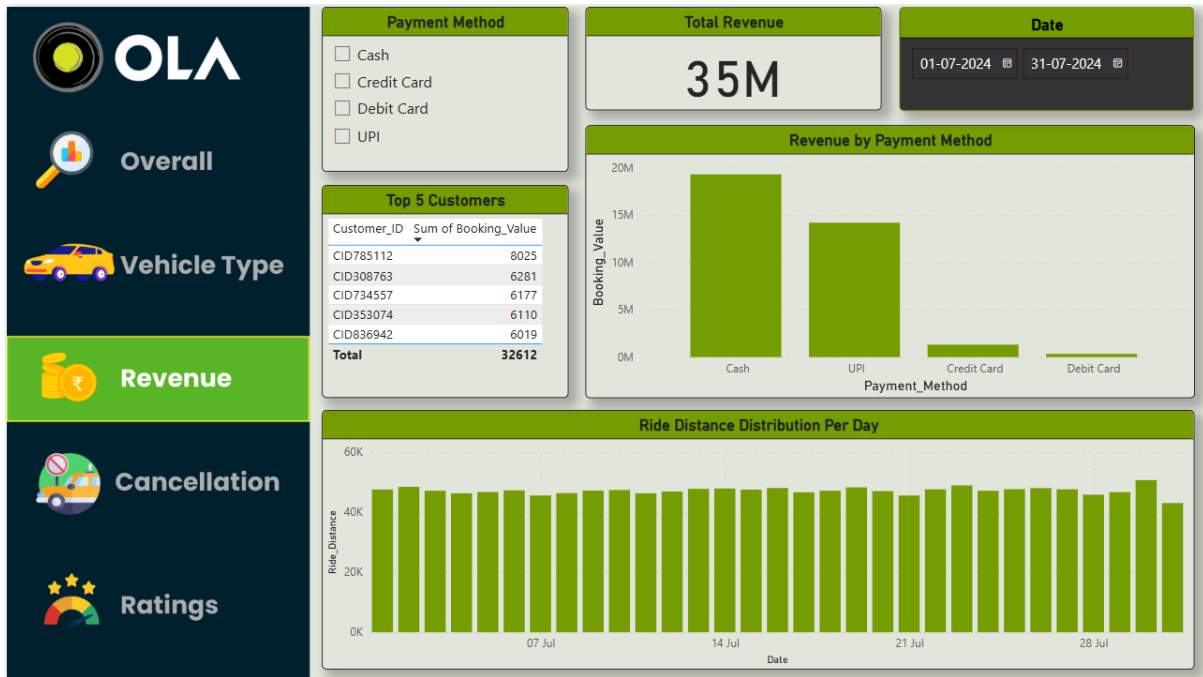 OLA
Overall
Vehicle Type
Revenue
₹
Cancellation
Ratings
Payment Method
Cash
Credit Card
Debit Card
UPI
Total Revenue
35M
Date
01-07-2024 31-07-2024
Top 5 Customers
Customer_ID Sum of Booking_Value
CID785112 8025
CID308763 6281
CID734557 6177
CID353074 6110
CID836942 6019
Total 32612
Revenue by Payment Method
Booking_Value
20M
15M
10M
5M
0M
Cash UPI Credit Card Debit Card
Payment_Method
Ride Distance Distribution Per Day
Ride_Distance
60K
40K
20K
0K
07 Jul 14 Jul 21 Jul 28 Jul
Date